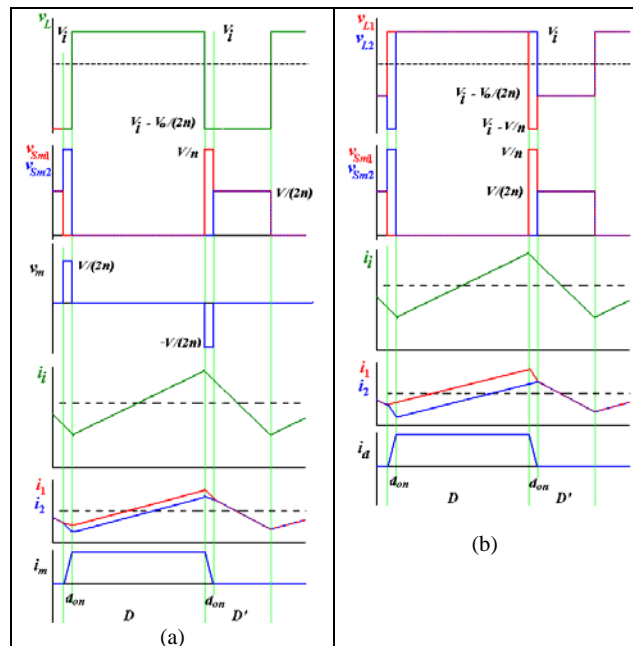 v_L
V_i
V_i
V_i - V_o/(2n)
v_Sm1
v_Sm2
V/n
V/(2n)
v_m
V/(2n)
-V/(2n)
i_i
i_1
i_2
i_m
d_on
d_on
D
D'
(a)
v_L1
v_L2
V_i
V_i - V_o/(2n)
V_i - V/n
v_Sm1
v_Sm2
V/n
V/(2n)
i_i
i_1
i_2
i_d
d_on
d_on
D
D'
(b)